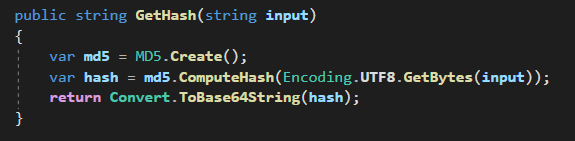 public string GetHash(string input)
{
var md5 = MD5.Create();
var hash = md5.ComputeHash(Encoding.UTF8.GetBytes(input));
return Convert.ToBase64String(hash);
}